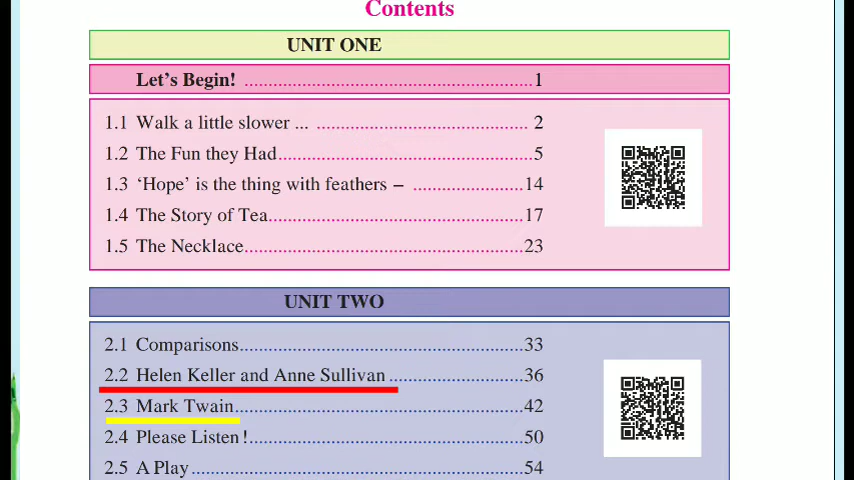 Contents
UNIT ONE
Let's Begin! ............................................................1
1.1 Walk a little slower ... ............................................ 2
1.2 The Fun they Had.....................................................5
1.3 ‘Hope’ is the thing with feathers – .......................14
1.4 The Story of Tea.....................................................17
1.5 The Necklace..........................................................23
UNIT TWO
2.1 Comparisons...........................................................33
2.2 Helen Keller and Anne Sullivan ............................36
2.3 Mark Twain............................................................42
2.4 Please Listen !.........................................................50
2.5 A Play.....................................................................54